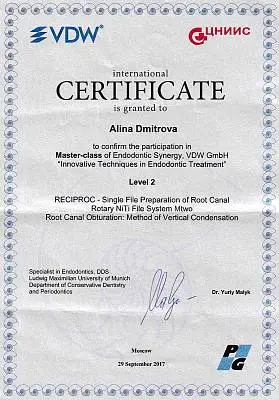 VDW®
ЦНИИС
international
CERTIFICATE
is granted to
Alina Dmitrova
to confirm the participation in
Master-class of Endodontic Synergy, VDW GmbH
"Innovative Techniques in Endodontic Treatment"
Level 2
RECIPROC - Single File Preparation of Root Canal
Rotary NiTi File System Mtwo
Root Canal Obturation: Method of Vertical Condensation
Specialist in Endodontics, DDS
Ludwig Maximilian University of Munich
Department of Conservative Dentistry
and Periodontics
Dr. Yuriy Malyk
Moscow
29 September 2017